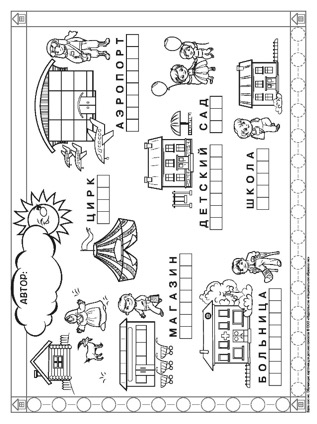 АВТОР:
АЭРОПОРТ
ЦИРК
МАГАЗИН
ДЕТСКИЙ САД
ШКОЛА
БОЛЬНИЦА